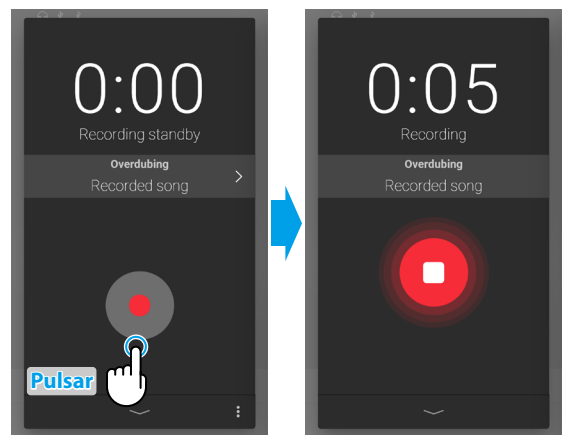 0:00
Recording standby
Overdubing
Recorded song
Pulsar
0:05
Recording
Overdubing
Recorded song